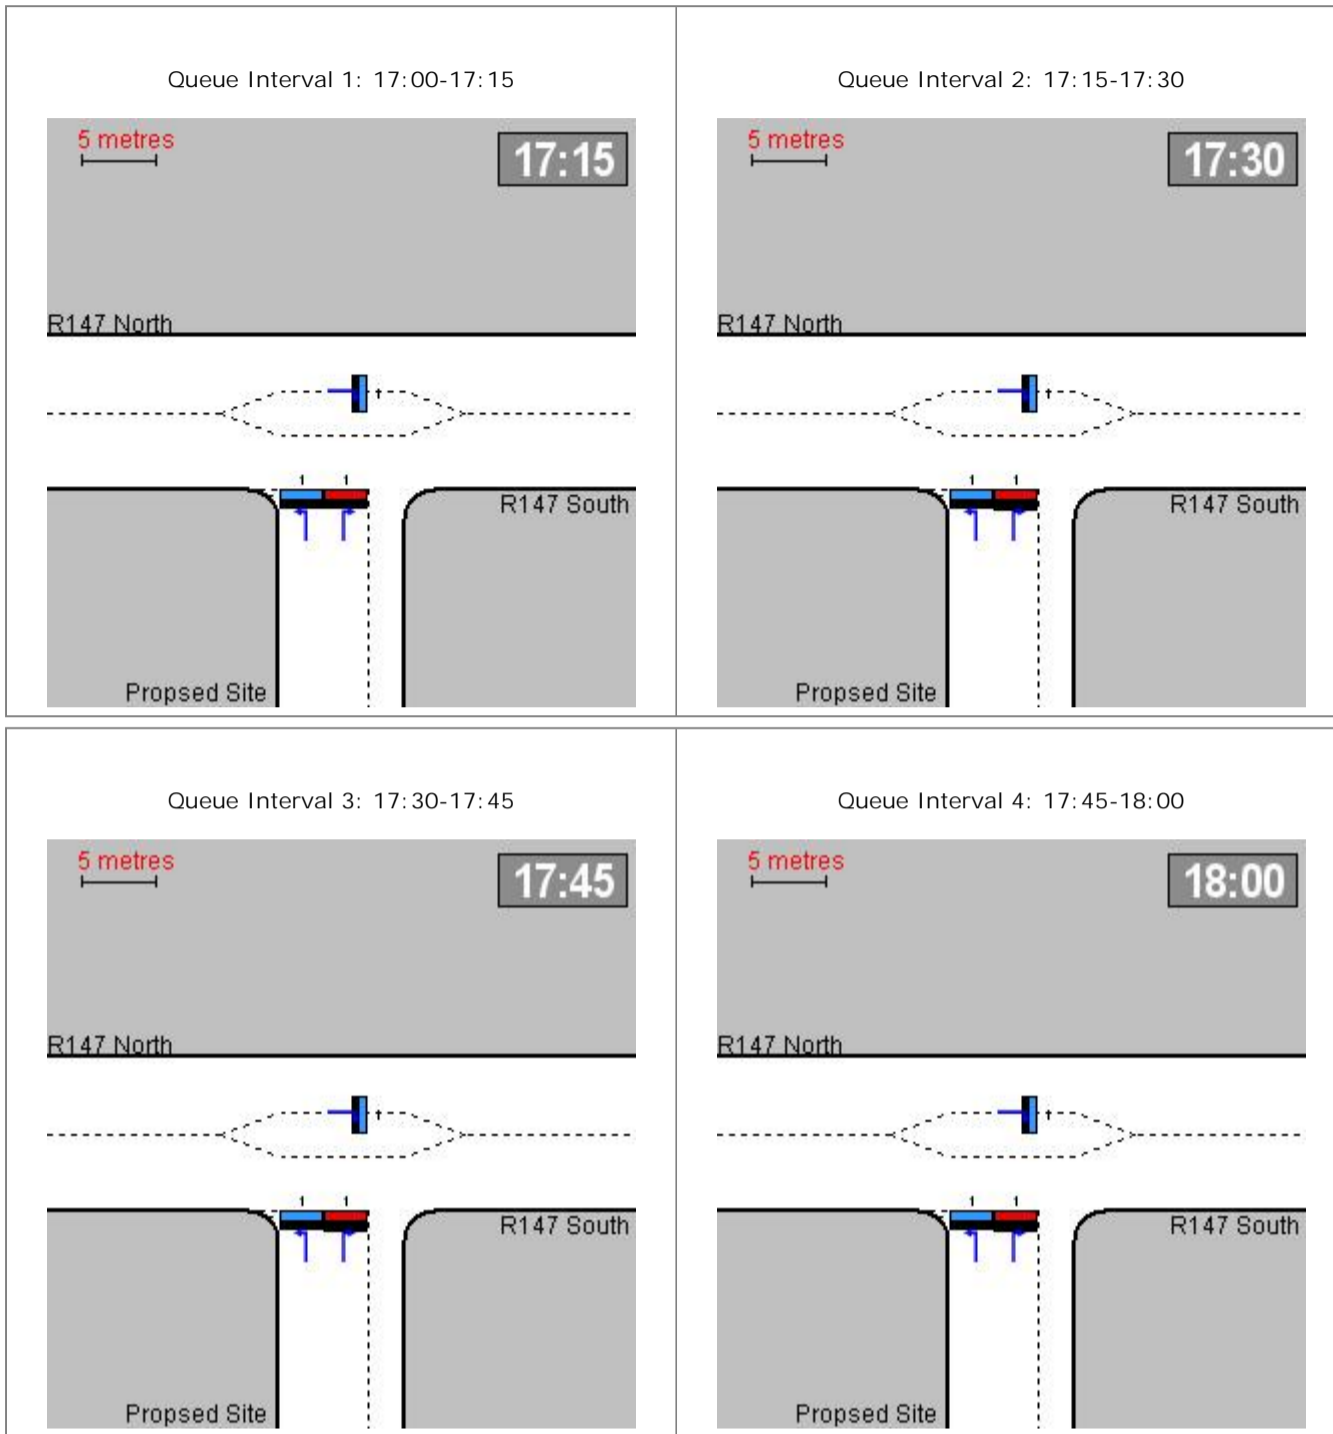 Queue Interval 1: 17:00-17:15
5 metres
17:15
R147 North
1
1 1
R147 South
Propsed Site
Queue Interval 2: 17:15-17:30
5 metres
17:30
R147 North
1
1 1
R147 South
Propsed Site
Queue Interval 3: 17:30-17:45
5 metres
17:45
R147 North
1
1 1
R147 South
Propsed Site
Queue Interval 4: 17:45-18:00
5 metres
18:00
R147 North
1
1 1
R147 South
Propsed Site